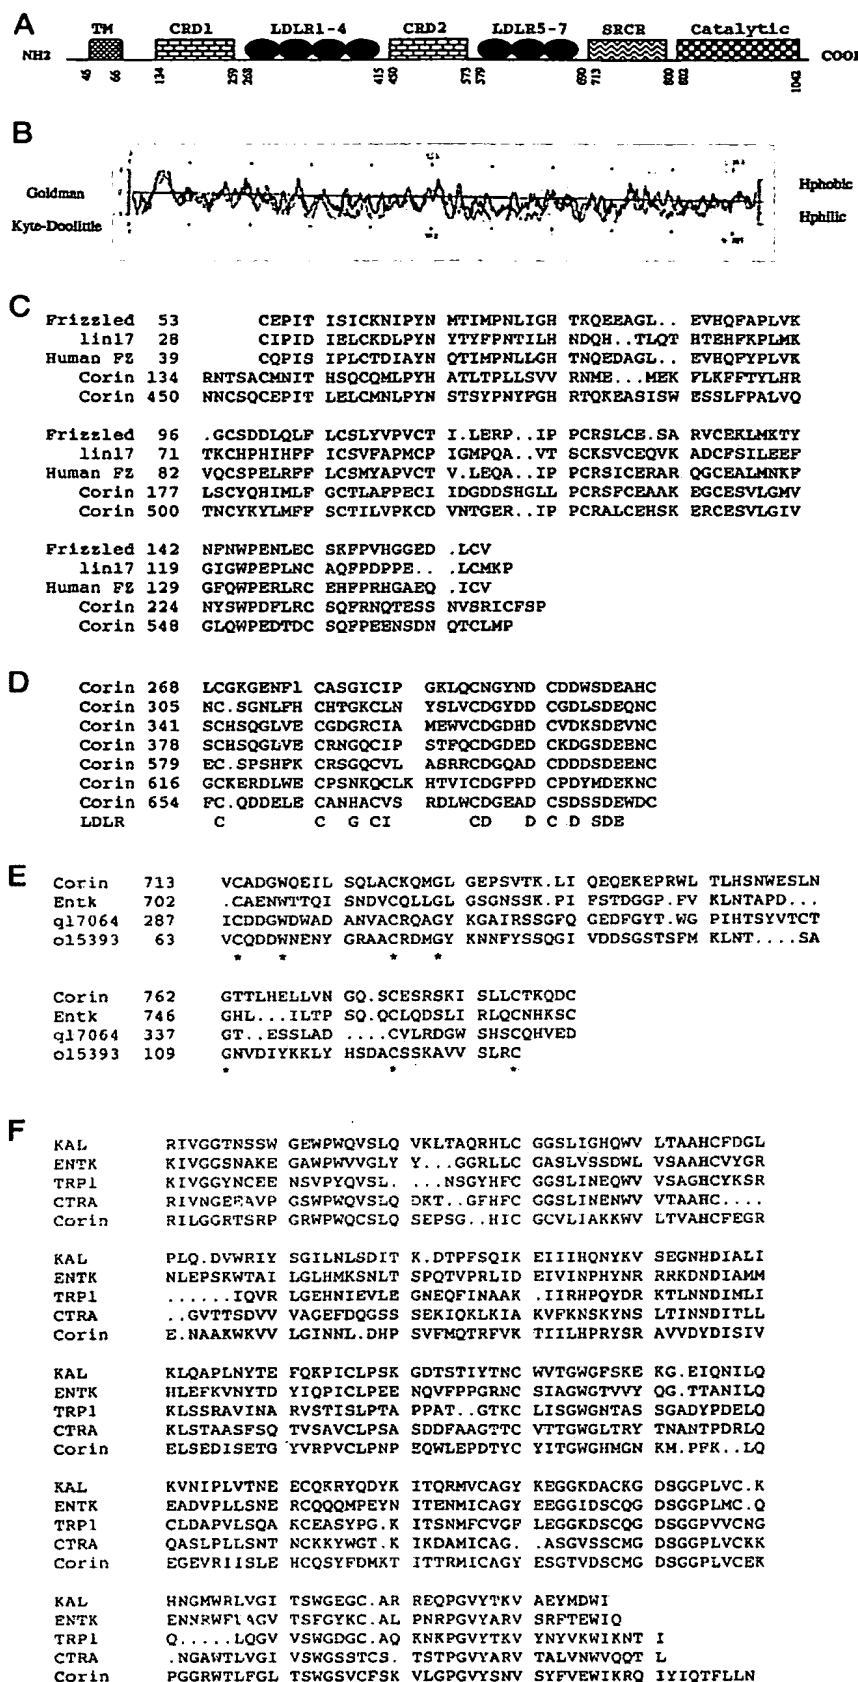 A
TM CRD1 LDLR1-4 CRD2 LDLR5-7 SRCR Catalytic
NH2 COOH
46 66 134 259 268 415 450 573 579 690 713 800 802 1042
B
Goldman Hphobic
Kyte-Doolittle Hphilic
C
Frizzled 53 CEPIT ISICKNIPYN MTIMPNLIGH TKQEEAGL.. EVHQFAPLVK
lin17 28 CIPID IELCKDLPYN YTYFPNTILH NDQH..TLQT HTEHFKPLMK
Human FZ 39 CQPIS IPLCTDIAYN QTIMPNLLGH TNQEDAGL.. EVHQFYPLVK
Corin 134 RNTSACMNIT HSQCQMLPYH ATLTPLLSVV RNME...MEK FLKFFTYLHR
Corin 450 NNCSQCEPIT LELCMNLPYN STSYPNYFGH RTQKEASISW ESSLFPALVQ
Frizzled 96 .GCSDDLQLF LCSLYVPVCT I.LERP..IP PCRSLCE.SA RVCEKLMKTY
lin17 71 TKCHPHIHFF ICSVFAPMCP IGMPQA..VT SCKSVCEQVK ADCFSILEEF
Human FZ 82 VQCSPELRFF LCSMYAPVCT V.LEQA..IP PCRSICERAR QGCEALMNKF
Corin 177 LSCYQHIMLF GCTLAFPECI IDGDDSHGLL PCRSFCEAAK EGCESVLGMV
Corin 500 TNCYKYLMFF SCTILVPKCD VNTGER..IP PCRALCEHSK ERCESVLGIV
Frizzled 142 NFNWPENLEC SKFPVHGGED .LCV
lin17 119 GIGWPEPLNC AQFPDPPE.. .LCMKP
Human FZ 129 GFQWPERLRC EHFPRHGAEQ .ICV
Corin 224 NYSWPDFLRC SQFRNQTESS NVSRICFSP
Corin 548 GLQWPEDTDC SQFPEENSDN QTCLMP
D
Corin 268 LCGKGENFl CASGICIP GKLQCNGYND CDDWSDEAHC
Corin 305 NC.SGNLFH CHTGKCLN YSLVCDGYDD CGDLSDEQNC
Corin 341 SCHSQGLVE CGDGRCIA MEWVCDGDHD CVDKSDEVNC
Corin 378 SCHSQGLVE CRNGQCIP STFQCDGDED CKDGSDEENC
Corin 579 EC.SPSHFK CRSGQCVL ASRRCDGQAD CDDDSDEENC
Corin 616 GCKERDLWE CPSNKQCLK HTVICDGFPD CPDYMDEKNC
Corin 654 FC.QDDELE CANHACVS RDLWCDGEAD CSDSSDEWDC
LDLR C C G CI CD D C D SDE
E
Corin 713 VCADGWQEIL SQLACKQMGL GEPSVTK.LI QEQEKEPRWL TLHSNWESLN
Entk 702 .CAENWTTQI SNDVCQLLGL GSGNSSK.PI FSTDGGP.FV KLNTAPD...
q17064 287 ICDDGWDWAD ANVACRQAGY KGAIRSSGFQ GEDFGYT.WG PIHTSYVTCT
o15393 63 VCQDDWNENY GRAACRDMGY KNNFYSSQGI VDDSGSTSFM KLNT....SA
* * * *
Corin 762 GTTLHELLVN GQ.SCESRSKI SLLCTKQDC
Entk 746 GHL...ILTP SQ.QCLQDSLI RLQCNHKSC
q17064 337 GT..ESSLAD ....CVLRDGW SHSCQHVED
o15393 109 GNVDIYKKLY HSDACSSKAVV SLRC
* * *
F
KAL RIVGGTNSSW GEWPWQVSLQ VKLTAQRHLC GGSLIGHQWV LTAAHCFDGL
ENTK KIVGGSNAKE GAWPWVVGLY Y...GGRLLC GASLVSSDWL VSAAHCVYGR
TRP1 KIVGGYNCEE NSVPYQVSL. ..NSGYHFCF GGSLINEQWV VSAGHCYKSR
CTRA RIVNGEEAVP GSWPWQVSLQ DKT..GFHFC GGSLINENWV VTAAHC....
Corin RILGGRTSRP GRWPWQCSLQ SEPSG..HIC GCVLIAKKWV LTVAHCFEGR
KAL PLQ.DVWRIY SGILNLSDIT K.DTPFSQIK EIIIHQNYKV SEGNHDIALI
ENTK NLEPSKWTAI LGLHMKSNLT SPQTVPRLID EIVINPHYNR RRKDNDIAMM
TRP1 ......IQVR LGEHNIEVLE GNEQFINAAK .IIRHPQYDR KTLNNDIMLI
CTRA ..GVTTSDVV VAGEFDQGSS SEKIQKLKIA KVFKNSKYNS LTINNDITLL
Corin E.NAAKWKVV LGINNL.DHP SVFMQTRFVK TIILHPRYSR AVVDYDISIV
KAL KLQAPLNYTE FQKPICLPSK GDTSTIYTNC WVTGWGFSKE KG.EIQNILQ
ENTK HLEFKVNYTD YIQPICLPEE NQVFPPGRNC SIAGWGTVVY QG.TTANILQ
TRP1 KLSSRAVINA RVSTISLPTA PPAT..GTKC LISGWGNTAS SGADYPDELQ
CTRA KLSTAASFSQ TVSAVCLPSA SDDFAAGTTC VTTGWGLTRY TNANTPDRLQ
Corin ELSEDISETG YVRPVCLPNP EQWLEPDTYC YITGWGHMGN KM.PFK..LQ
KAL KVNIPLVTNE ECQKRYQDYK ITQRMVCAGY KEGGKDACKG DSGGPLVC.K
ENTK EADVPLLSNE RCQQQMPEYN ITENMICAGY EEGGIDSCQG DSGGPLMC.Q
TRP1 CLDAPVLSQA KCEASYPG.K ITSNMFCVGF LEGGKDSCQG DSGGPVVCNG
CTRA QASLPLLSNT NCKKYWGT.K IKDAMICAG. .ASGVSSCMG DSGGPLVCKK
Corin EGEVRIISLE HCQSYFDMKT ITTRMICAGY ESGTVDSCMG DSGGPLVCEK
KAL HNGMWRLVGI TSWGEGC.AR REQPGVYTKV AEYMDWI
ENTK ENNRWFLAGV TSFGYKC.AL PNRPGVYARV SRFTEWIQ
TRP1 Q.....LQGV VSWGDGC.AQ KNKPGVYTKV YNYVKWIKNT I
CTRA .NGAWTLVGI VSWGSSTCS. TSTPGVYARV TALVNWVQQT L
Corin PGGRWTLFGL TSWGSVCFSK VLGPGVYSNV SYFVEWIKRQ IYIQTFLLN